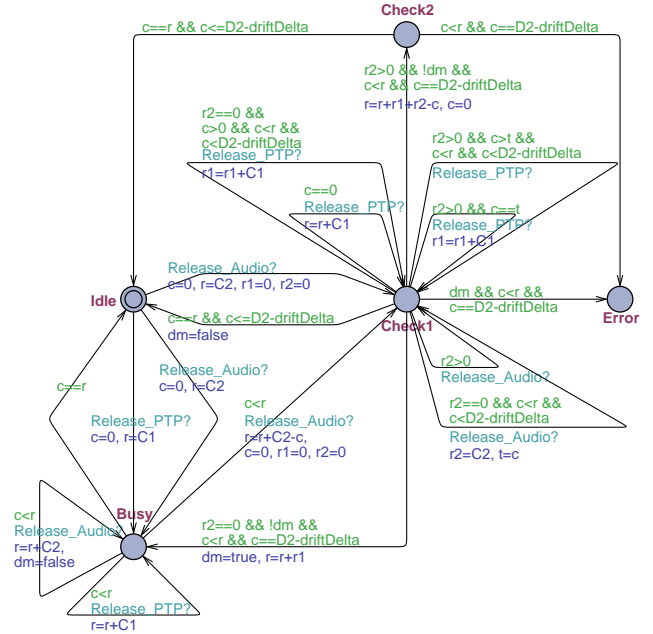 Check2
c==r && c<=D2-driftDelta
c<r && c==D2-driftDelta
r2>0 && !dm &&
c<r && c==D2-driftDelta
r=r+r1+r2-c, c=0
r2==0 &&
c>0 && c<r &&
c<D2-driftDelta
Release_PTP?
r1=r1+C1
r2>0 && c>t &&
c<r && c<D2-driftDelta
Release_PTP?
c==0
Release_PTP?
r=r+C1
r2>0 && c==t
Release_PTP?
r1=r1+C1
Release_Audio?
c=0, r=C2, r1=0, r2=0
Idle
c==r && c<=D2-driftDelta
dm=false
Check1
dm && c<r &&
c==D2-driftDelta
Error
c==r
Release_Audio?
c=0, r=C2
Release_PTP?
c=0, r=C1
r2>0
Release_Audio?
c<r
Release_Audio?
r=r+C2-c,
c=0, r1=0, r2=0
r2==0 && c<r &&
c<D2-driftDelta
Release_Audio?
r2=C2, t=c
Busy
c<r
Release_Audio?
r=r+C2,
dm=false
r2==0 && !dm &&
c<r && c==D2-driftDelta
dm=true, r=r+r1
c<r
Release_PTP?
r=r+C1